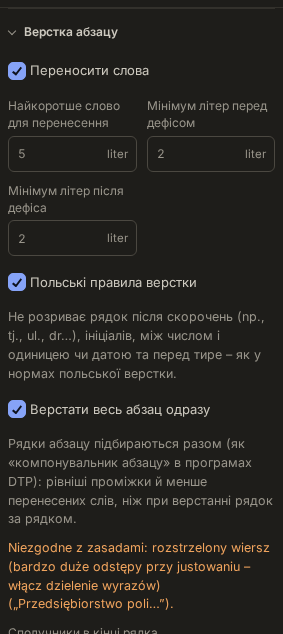 Верстка абзацу
Переносити слова
Найкоротше слово для перенесення
Мінімум літер перед дефісом
5 liter
2 liter
Мінімум літер після дефіса
2 liter
Польські правила верстки
Не розриває рядок після скорочень (np.,
tj., ul., dr…), ініціалів, між числом і
одиницею чи датою та перед тире – як у
нормах польської верстки.
Верстати весь абзац одразу
Рядки абзацу підбираються разом (як
«компонувальник абзацу» в програмах
DTP): рівніші проміжки й менше
перенесених слів, ніж при верстанні рядок
за рядком.
Niezgodne z zasadami: rozstrzelony wiersz
(bardzo duże odstępy przy justowaniu –
włącz dzielenie wyrazów)
(„Przedsiębiorstwo poli…”).
Сполучники в кінці рядка